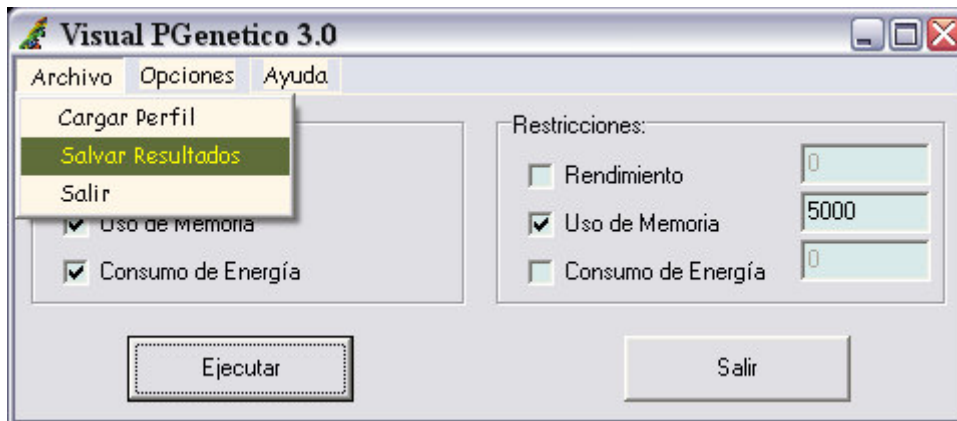 Visual PGenetico 3.0
Archivo Opciones Ayuda
Cargar Perfil
Salvar Resultados
Salir
Uso de Memoria
Consumo de Energía
Restricciones:
Rendimiento 0
Uso de Memoria 5000
Consumo de Energía 0
Ejecutar Salir